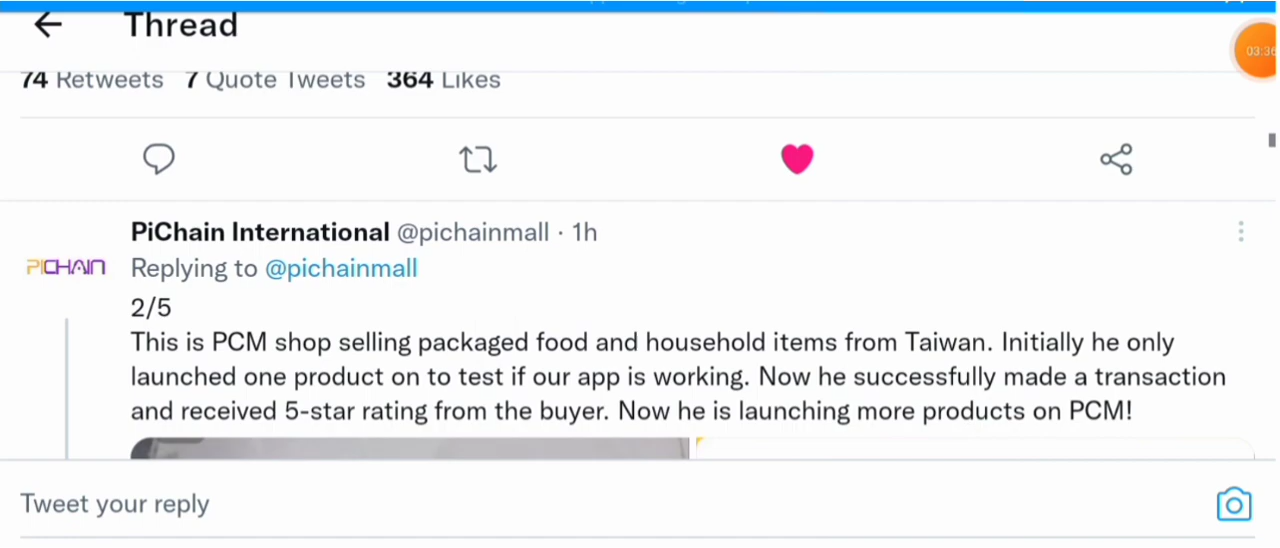 Thread
03:36
74 Retweets 7 Quote Tweets 364 Likes
PiChain International @pichainmall · 1h
PICHAIN
Replying to @pichainmall
2/5
This is PCM shop selling packaged food and household items from Taiwan. Initially he only
launched one product on to test if our app is working. Now he successfully made a transaction
and received 5-star rating from the buyer. Now he is launching more products on PCM!
Tweet your reply